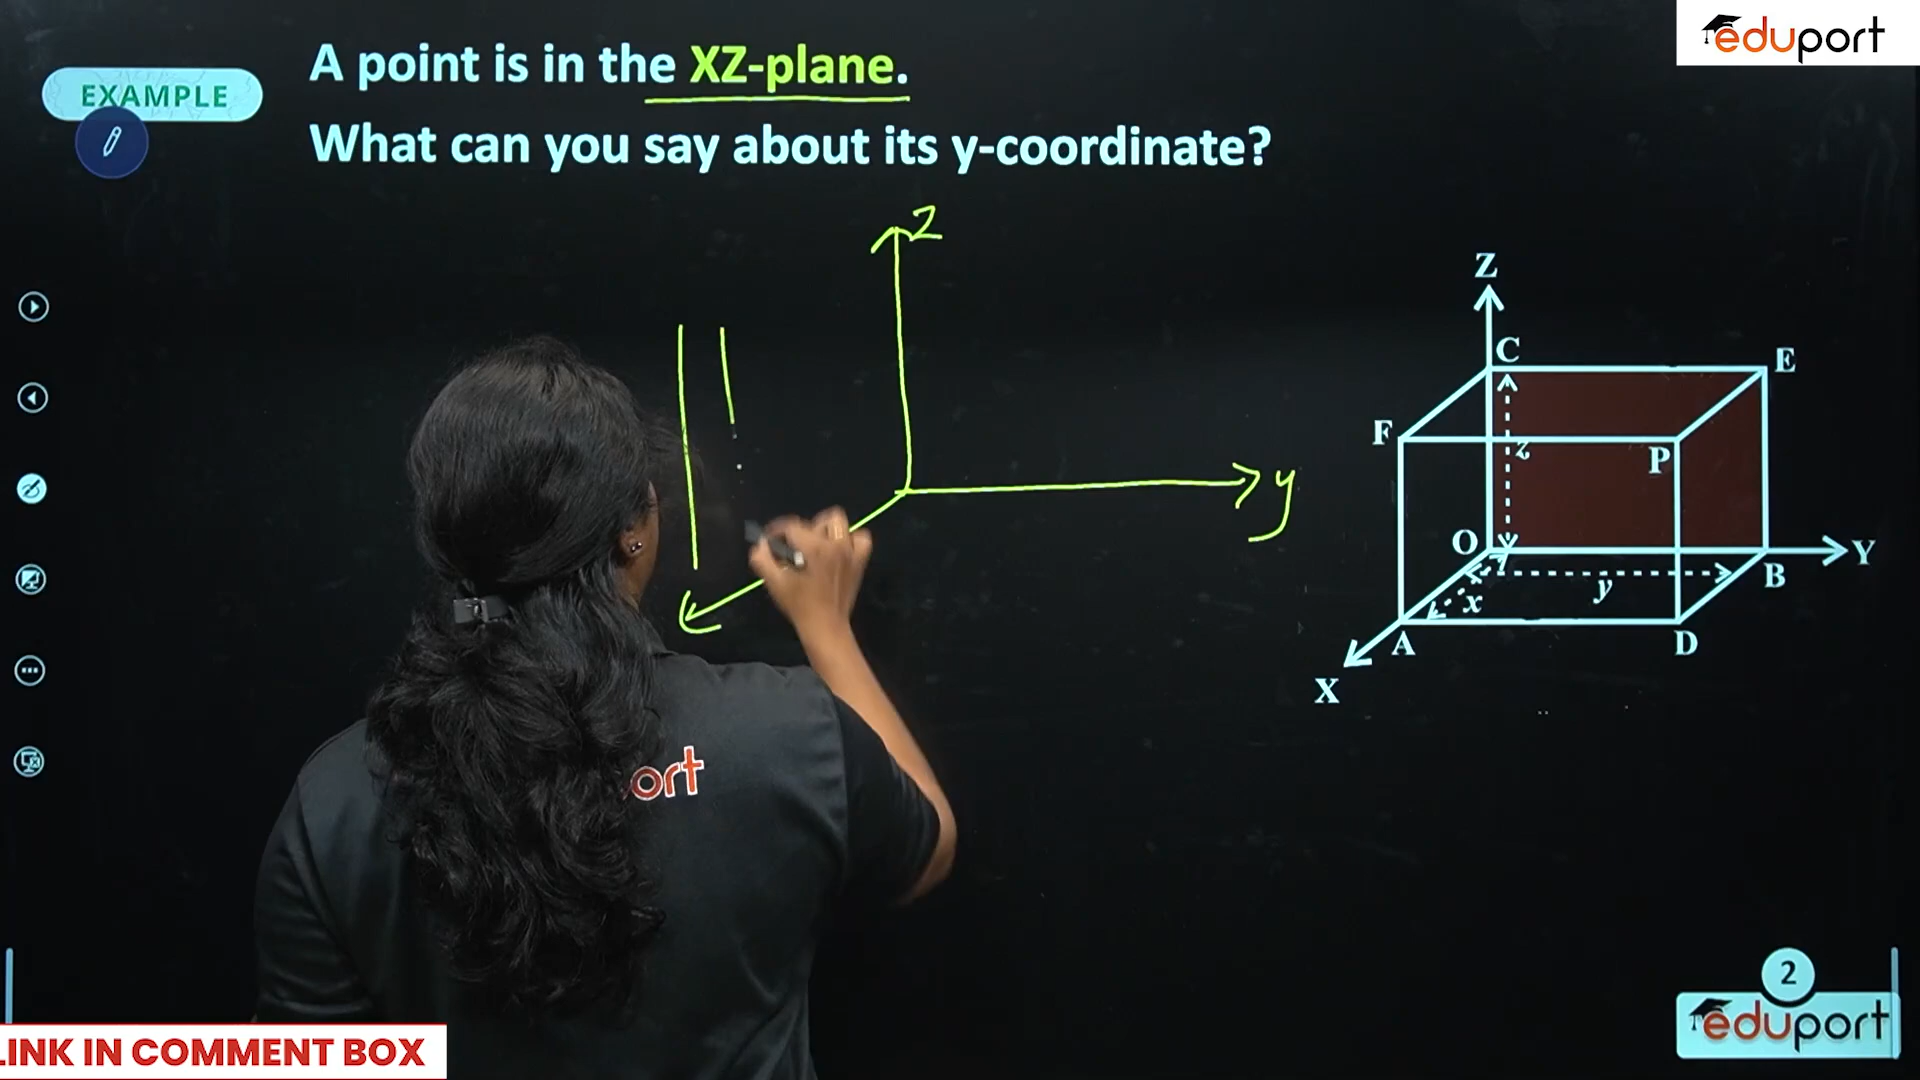 eduport
A point is in the XZ-plane.
EXAMPLE
What can you say about its y-coordinate?
z
y
Z
C
E
F
z
P
O
Y
y
B
x
A
D
X
ort
2
eduport
LINK IN COMMENT BOX